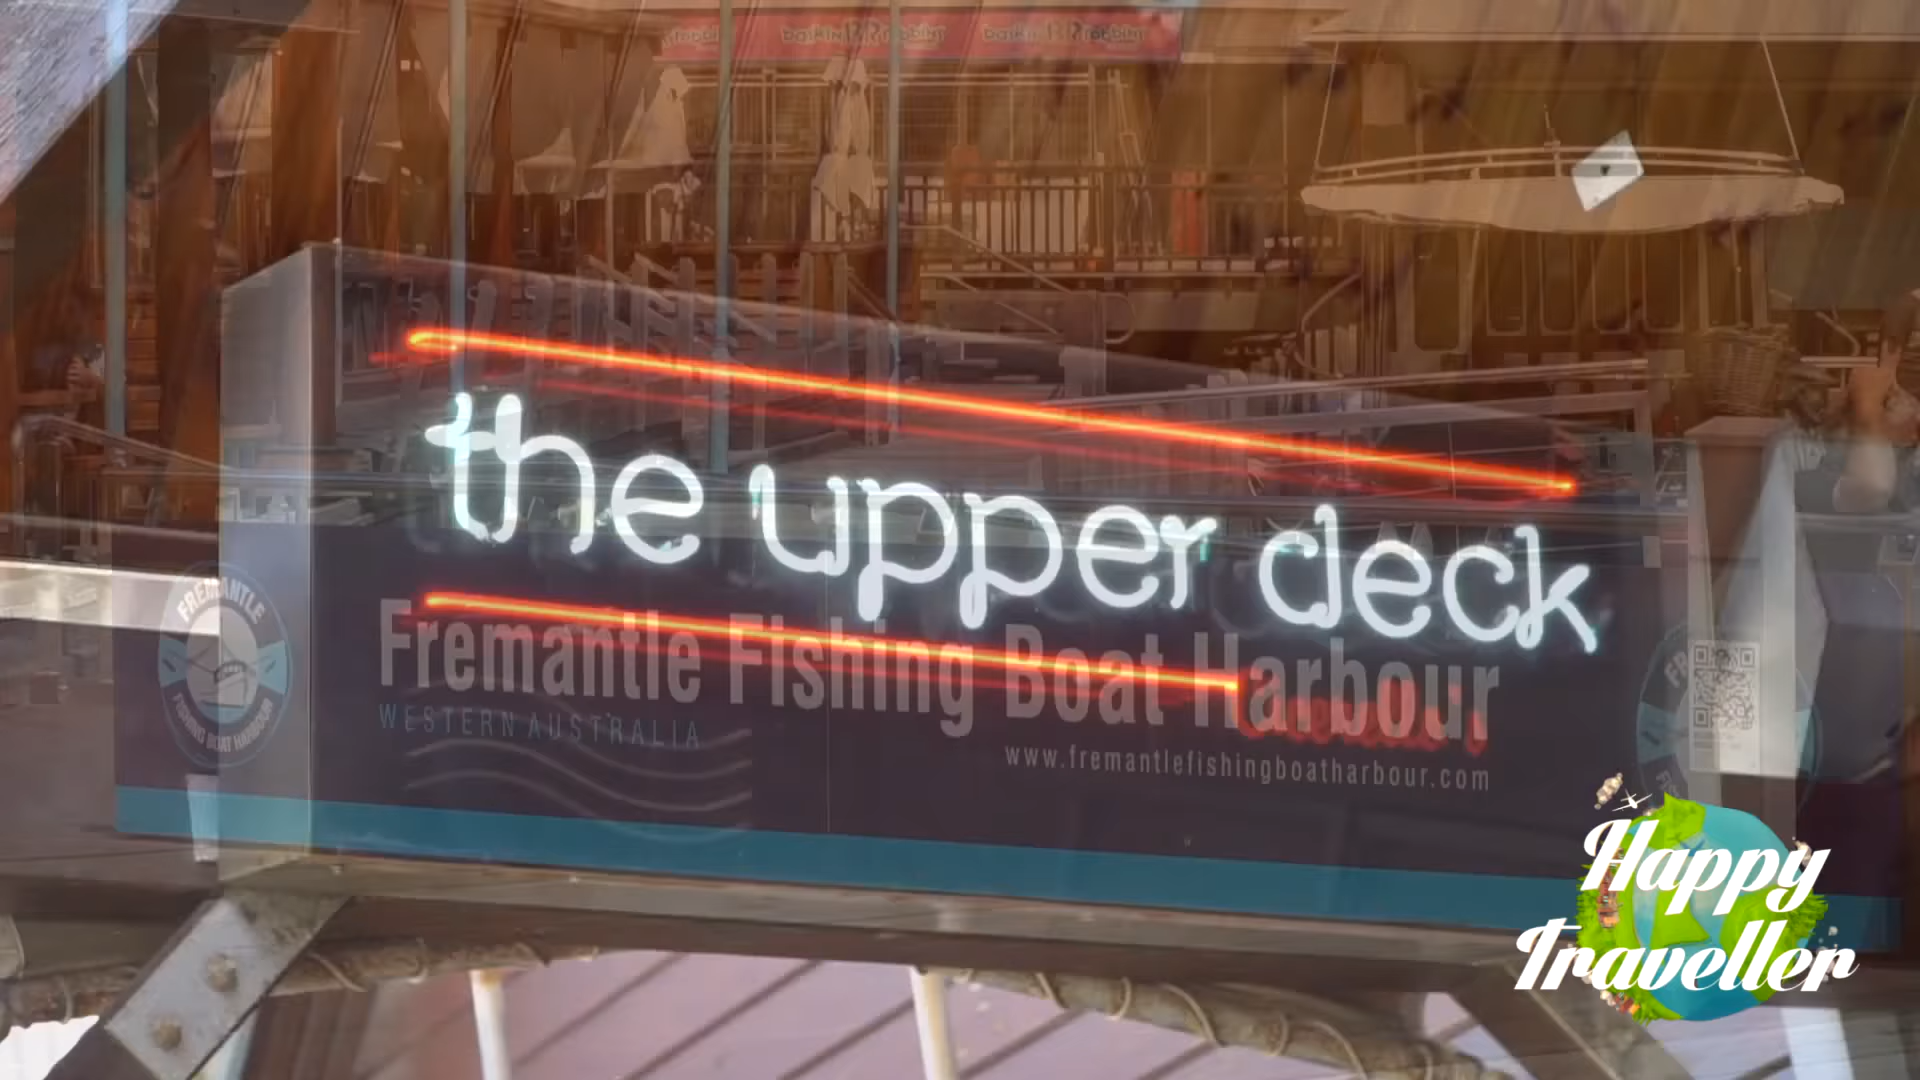 the upper deck
FREMANTLE
FISHING BOAT HARBOUR
Fremantle Fishing Boat Harbour
WESTERN AUSTRALIA
www.fremantlefishingboatharbour.com
Happy
Traveller